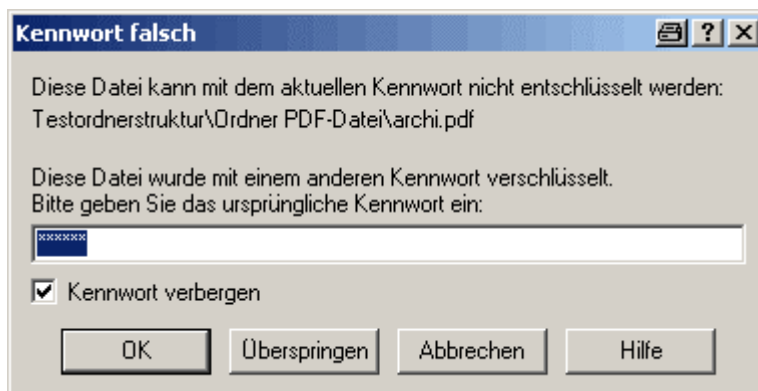 Kennwort falsch
Diese Datei kann mit dem aktuellen Kennwort nicht entschlüsselt werden:
Testordnerstruktur\Ordner PDF-Datei\archi.pdf
Diese Datei wurde mit einem anderen Kennwort verschlüsselt.
Bitte geben Sie das ursprüngliche Kennwort ein:
******
Kennwort verbergen
OK Überspringen Abbrechen Hilfe